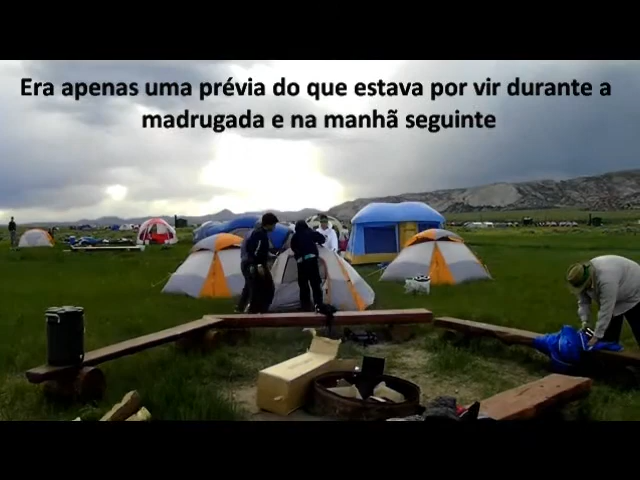 Era apenas uma prévia do que estava por vir durante a
madrugada e na manhã seguinte